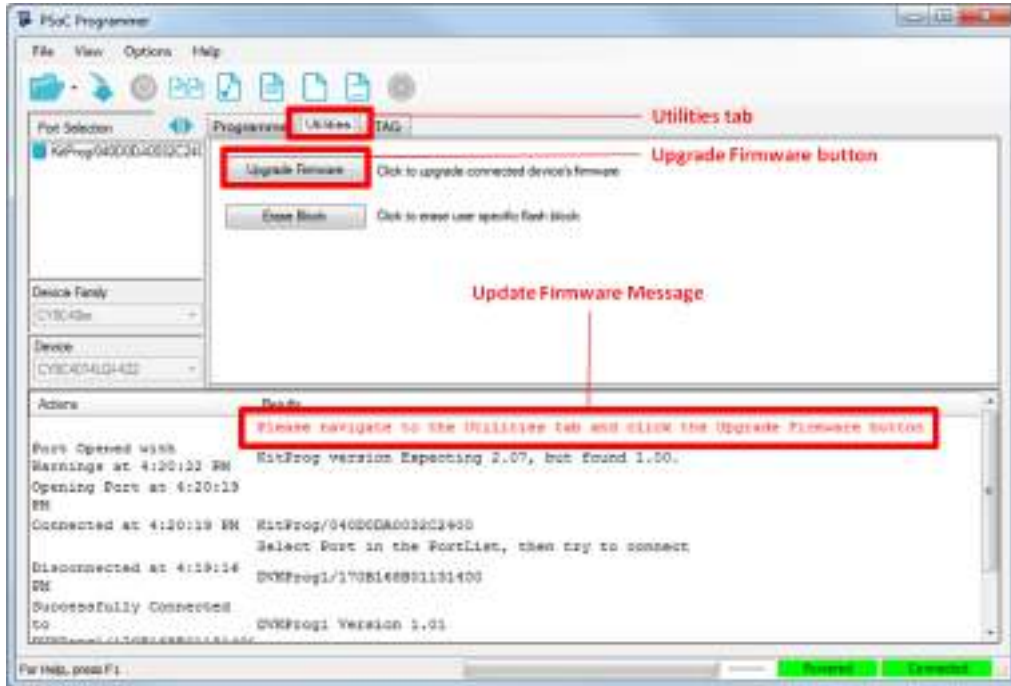 PSoC Programmer
File View Options Help
Port Selection
Programmer Utilities JTAG
Utilities tab
Upgrade Firmware
Click to upgrade connected device's firmware
Upgrade Firmware button
Erase Block
Click to erase user specific flash block
Update Firmware Message
Device Family
Device
Actions Results
Please navigate to the Utilities tab and click the Upgrade Firmware button
Port Opened with
Warnings at 4:20:22 PM
KitProg version Expecting 2.07, but found 1.00.
Opening Port at 4:20:19
PM
Connected at 4:20:19 PM KitProg/040D0DA0032C2400
Select Port in the PortList, then try to connect
Disconnected at 4:19:16
PM
Successfully Connected
to
DVKProg1 Version 1.01
For Help, press F1
Powered Connected